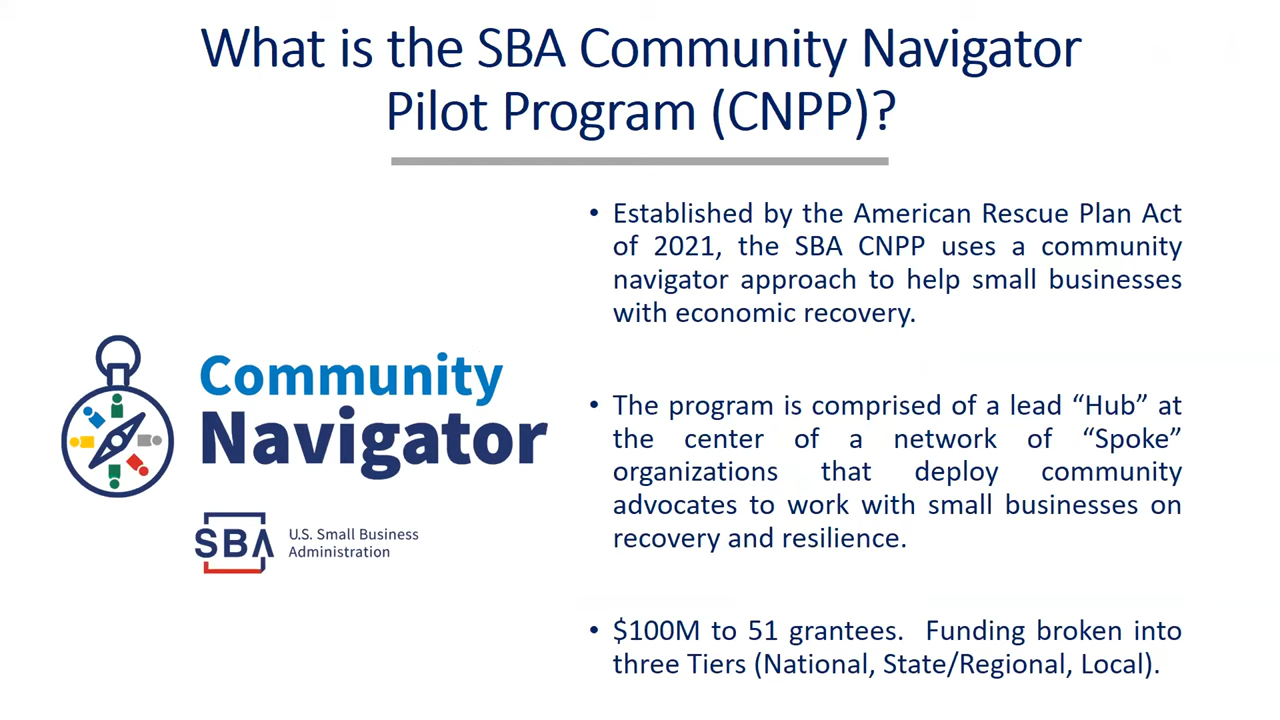 What is the SBA Community Navigator
Pilot Program (CNPP)?
• Established by the American Rescue Plan Act
of 2021, the SBA CNPP uses a community
navigator approach to help small businesses
with economic recovery.
• The program is comprised of a lead “Hub” at
the center of a network of “Spoke”
organizations that deploy community
advocates to work with small businesses on
recovery and resilience.
• $100M to 51 grantees.  Funding broken into
three Tiers (National, State/Regional, Local).
Community
Navigator
SBA
U.S. Small Business
Administration